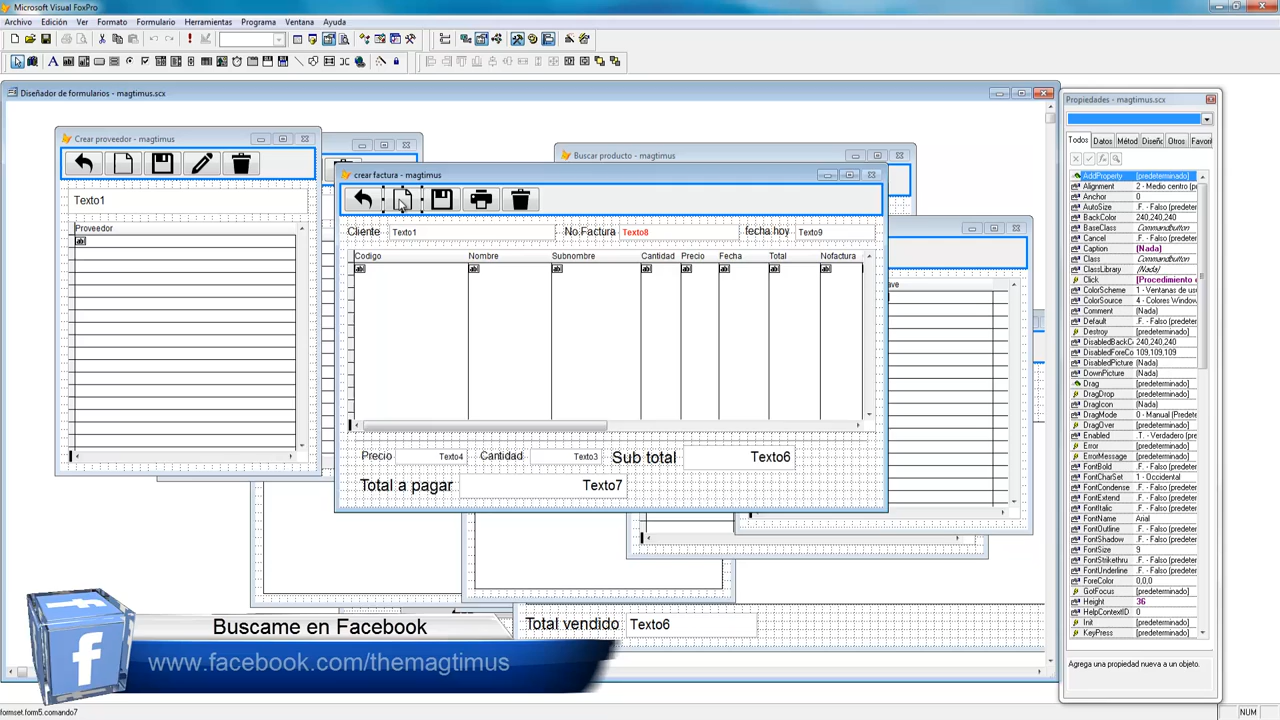 Microsoft Visual FoxPro
Archivo Edición Ver Formato Formulario Herramientas Programa Ventana Ayuda
Diseñador de formularios - magtimus.scx
Propiedades - magtimus.scx
Crear proveedor - magtimus
Buscar producto - magtimus
crear factura - magtimus
Todos Datos Métod Diseño Otros Favori
Texto1
Proveedor
Cliente Texto1 No.Factura Texto8 fecha hoy Texto9
Codigo Nombre Subnombre Cantidad Precio Fecha Total Nofactura
Precio Texto4 Cantidad Texto3 Sub total Texto6
Total a pagar Texto7
Total vendido Texto6
AddProperty [predeterminado]
Alignment 2 - Medio centro (pr
Anchor 0
AutoSize .F. - Falso (predeter
BackColor 240,240,240
BaseClass Commandbutton
Cancel .F. - Falso (predeter
Caption (Nada)
Class Commandbutton
ClassLibrary (Nada)
Click [Procedimiento
ColorScheme 1 - Ventanas de us
ColorSource 4 - Colores Window
Comment (Nada)
Default .F. - Falso (predeter
Destroy [predeterminado]
DisabledBackC 240,240,240
DisabledForeCo 109,109,109
DisabledPicture (Nada)
DownPicture (Nada)
Drag [predeterminado]
DragDrop [predeterminado]
DragIcon (Nada)
DragMode 0 - Manual (Predet
DragOver [predeterminado]
Enabled .T. - Verdadero (pre
Error [predeterminado]
ErrorMessage [predeterminado]
FontBold .F. - Falso (predeter
FontCharSet 1 - Occidental
FontCondense .F. - Falso (predeter
FontExtend .F. - Falso (predeter
FontItalic .F. - Falso (predeter
FontName Arial
FontOutline .F. - Falso (predeter
FontShadow .F. - Falso (predeter
FontSize 9
FontStrikethru .F. - Falso (predeter
FontUnderline .F. - Falso (predeter
ForeColor 0,0,0
GotFocus [predeterminado]
Height 36
HelpContextID 0
Init [predeterminado]
KeyPress [predeterminado]
Agrega una propiedad nueva a un objeto.
Buscame en Facebook
www.facebook.com/themagtimus
formset.form5.comando7
NUM